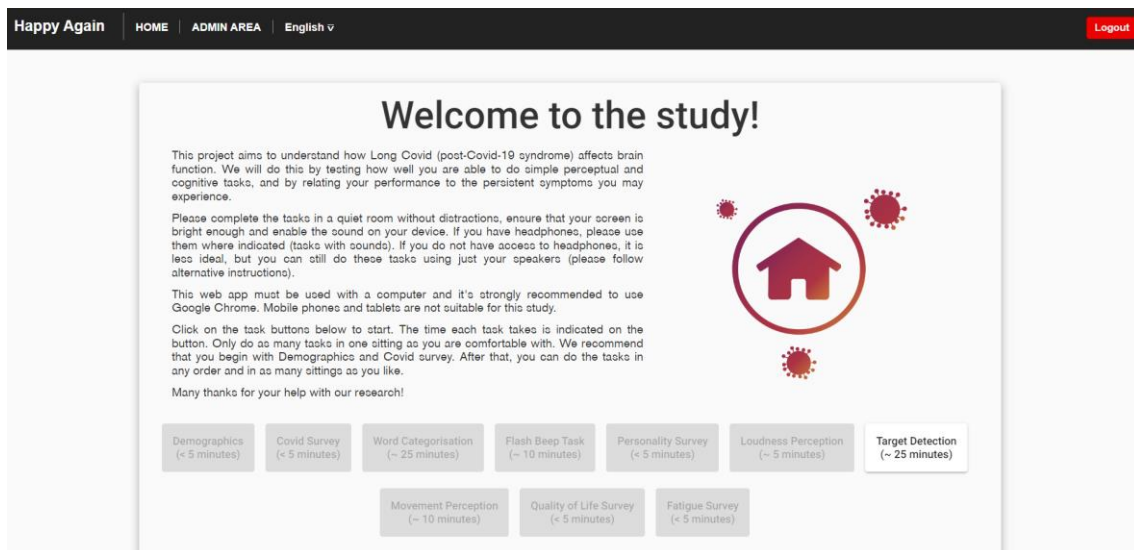 Happy Again HOME ADMIN AREA English ⩢ Logout
Welcome to the study!
This project aims to understand how Long Covid (post-Covid-19 syndrome) affects brain
function. We will do this by testing how well you are able to do simple perceptual and
cognitive tasks, and by relating your performance to the persistent symptoms you may
experience.
Please complete the tasks in a quiet room without distractions, ensure that your screen is
bright enough and enable the sound on your device. If you have headphones, please use
them where indicated (tasks with sounds). If you do not have access to headphones, it is
less ideal, but you can still do these tasks using just your speakers (please follow
alternative instructions).
This web app must be used with a computer and it's strongly recommended to use
Google Chrome. Mobile phones and tablets are not suitable for this study.
Click on the task buttons below to start. The time each task takes is indicated on the
button. Only do as many tasks in one sitting as you are comfortable with. We recommend
that you begin with Demographics and Covid survey. After that, you can do the tasks in
any order and in as many sittings as you like.
Many thanks for your help with our research!
Demographics
(< 5 minutes)
Covid Survey
(< 5 minutes)
Word Categorisation
(~ 25 minutes)
Flash Beep Task
(~ 10 minutes)
Personality Survey
(< 5 minutes)
Loudness Perception
(~ 5 minutes)
Target Detection
(~ 25 minutes)
Movement Perception
(~ 10 minutes)
Quality of Life Survey
(< 5 minutes)
Fatigue Survey
(< 5 minutes)